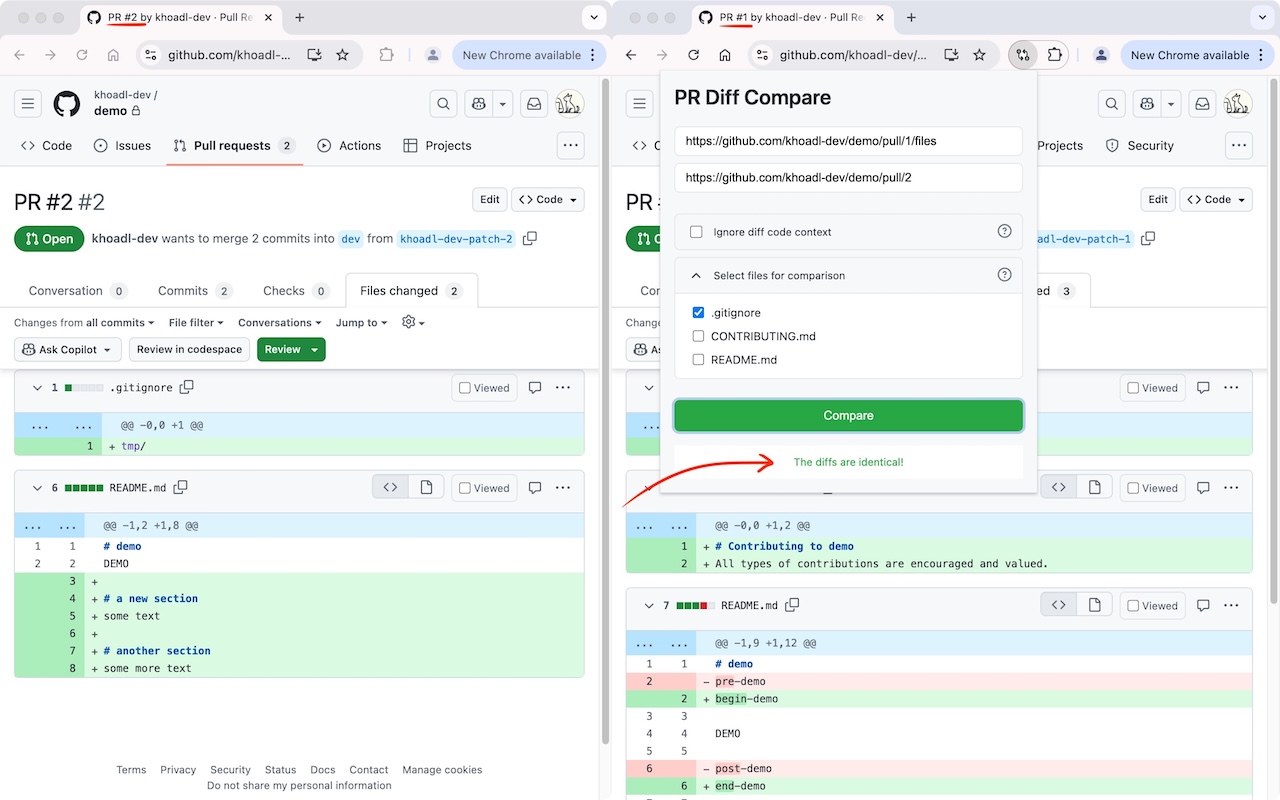 PR #2 by khoadl-dev · Pull Re
github.com/khoadl-...
New Chrome available
khoadl-dev /
demo
Code
Issues
Pull requests 2
Actions
Projects
PR #2 #2
Edit
Code
Open
khoadl-dev wants to merge 2 commits into dev from khoadl-dev-patch-2
Conversation 0
Commits 2
Checks 0
Files changed 2
Changes from all commits
File filter
Conversations
Jump to
Ask Copilot
Review in codespace
Review
1 .gitignore
Viewed
... ... @@ -0,0 +1 @@
1 + tmp/
6 README.md
Viewed
... ... @@ -1,2 +1,8 @@
1 1 # demo
2 2 DEMO
3 +
4 + # a new section
5 + some text
6 +
7 + # another section
8 + some more text
Terms Privacy Security Status Docs Contact Manage cookies
Do not share my personal information
PR #1 by khoadl-dev · Pull Re
github.com/khoadl-dev/...
New Chrome available
PR Diff Compare
https://github.com/khoadl-dev/demo/pull/1/files
https://github.com/khoadl-dev/demo/pull/2
Ignore diff code context
Select files for comparison
.gitignore
CONTRIBUTING.md
README.md
Compare
The diffs are identical!
Projects
Security
PR
Edit
Code
adl-dev-patch-1
ed 3
Viewed
Viewed
... ... @@ -0,0 +1,2 @@
1 + # Contributing to demo
2 + All types of contributions are encouraged and valued.
7 README.md
Viewed
... ... @@ -1,9 +1,12 @@
1 1 # demo
2 - pre-demo
2 + begin-demo
3 3
4 4 DEMO
5 5
6 - post-demo
6 + end-demo